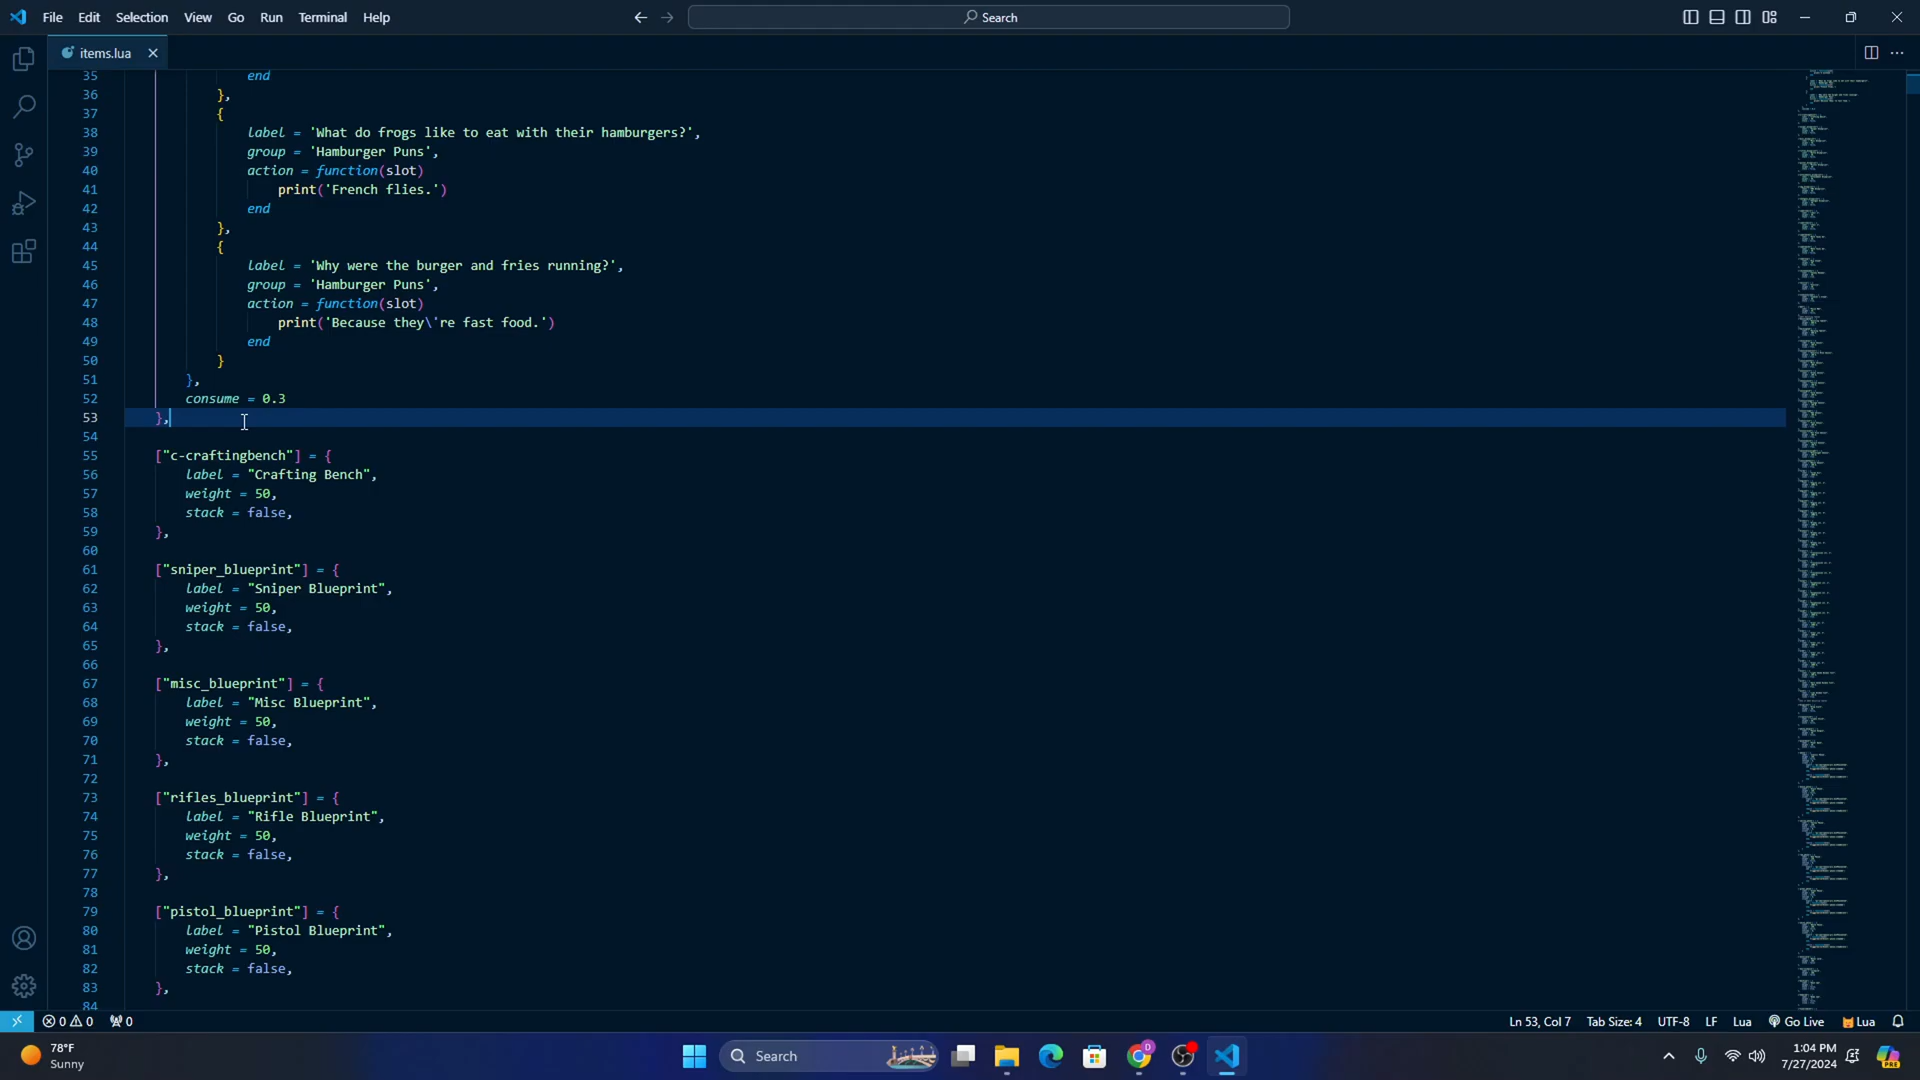 File Edit Selection View Go Run Terminal Help
Search
items.lua
35 end
36 },
37 {
38 label = 'What do frogs like to eat with their hamburgers?',
39 group = 'Hamburger Puns',
40 action = function(slot)
41 print('French flies.')
42 end
43 },
44 {
45 label = 'Why were the burger and fries running?',
46 group = 'Hamburger Puns',
47 action = function(slot)
48 print('Because they\'re fast food.')
49 end
50 }
51 },
52 consume = 0.3
53 },
54
55 ["c-craftingbench"] = {
56 label = "Crafting Bench",
57 weight = 50,
58 stack = false,
59 },
60
61 ["sniper_blueprint"] = {
62 label = "Sniper Blueprint",
63 weight = 50,
64 stack = false,
65 },
66
67 ["misc_blueprint"] = {
68 label = "Misc Blueprint",
69 weight = 50,
70 stack = false,
71 },
72
73 ["rifles_blueprint"] = {
74 label = "Rifle Blueprint",
75 weight = 50,
76 stack = false,
77 },
78
79 ["pistol_blueprint"] = {
80 label = "Pistol Blueprint",
81 weight = 50,
82 stack = false,
83 },
84
0 0 0 Ln 53, Col 7 Tab Size: 4 UTF-8 LF Lua Go Live Lua
78°F
Sunny
Search
1:04 PM
7/27/2024
PRE